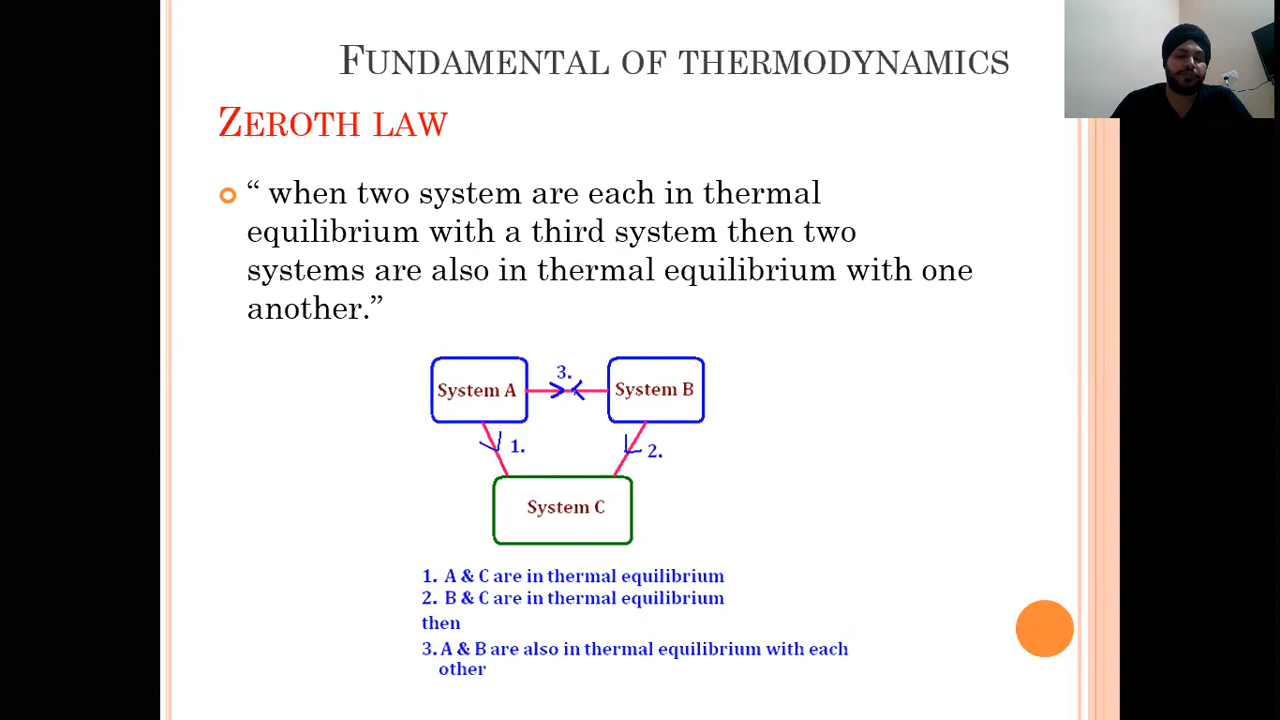 FUNDAMENTAL OF THERMODYNAMICS
ZEROTH LAW
“ when two system are each in thermal
equilibrium with a third system then two
systems are also in thermal equilibrium with one
another.”
3.
System A
System B
1.
2.
System C
1. A & C are in thermal equilibrium
2. B & C are in thermal equilibrium
then
3. A & B are also in thermal equilibrium with each
other